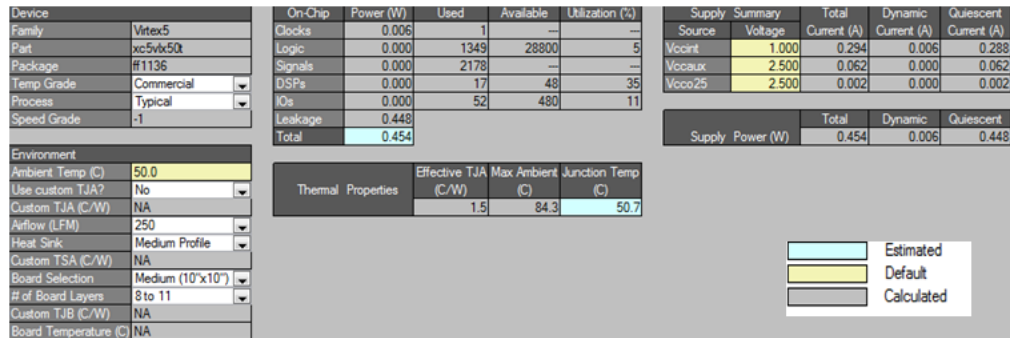 Device
Family Virtex5
Part xc5vlx50t
Package ff1136
Temp Grade Commercial
Process Typical
Speed Grade -1
Environment
Ambient Temp (C) 50.0
Use custom TJA? No
Custom TJA (C/W) NA
Airflow (LFM) 250
Heat Sink Medium Profile
Custom TSA (C/W) NA
Board Selection Medium (10"x10")
# of Board Layers 8 to 11
Custom TJB (C/W) NA
Board Temperature (C) NA
On-Chip Power (W) Used Available Utilization (%)
Clocks 0.006 1 --- ---
Logic 0.000 1349 28800 5
Signals 0.000 2178 --- ---
DSPs 0.000 17 48 35
IOs 0.000 52 480 11
Leakage 0.448
Total 0.454
Effective TJA Max Ambient Junction Temp
Thermal Properties (C/W) (C) (C)
1.5 84.3 50.7
Supply Summary Total Dynamic Quiescent
Source Voltage Current (A) Current (A) Current (A)
Vccint 1.000 0.294 0.006 0.288
Vccaux 2.500 0.062 0.000 0.062
Vcco25 2.500 0.002 0.000 0.002
Total Dynamic Quiescent
Supply Power (W) 0.454 0.006 0.448
Estimated
Default
Calculated